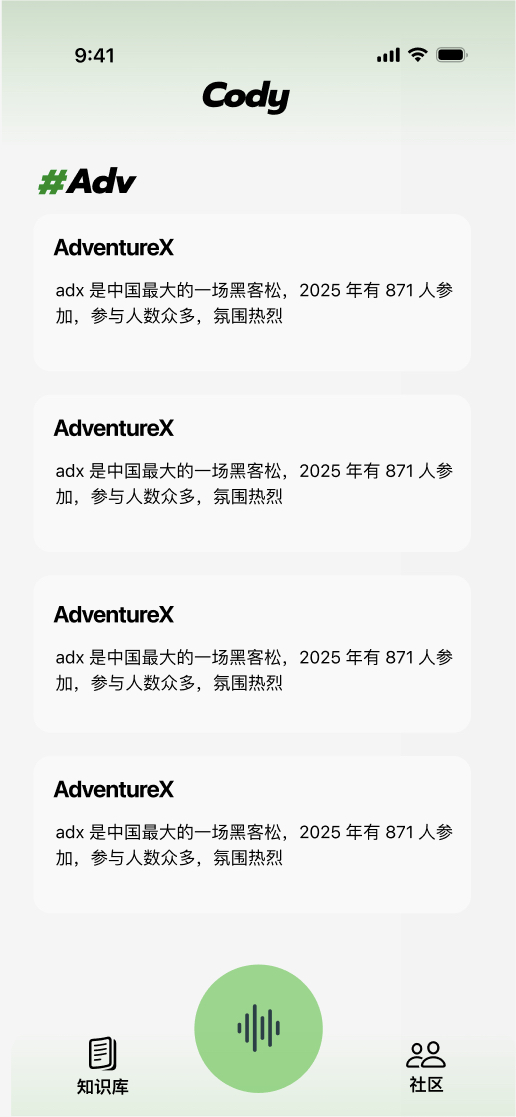 9:41
Cody
#Adv
AdventureX
adx 是中国最大的一场黑客松，2025 年有 871 人参
加，参与人数众多，氛围热烈
AdventureX
adx 是中国最大的一场黑客松，2025 年有 871 人参
加，参与人数众多，氛围热烈
AdventureX
adx 是中国最大的一场黑客松，2025 年有 871 人参
加，参与人数众多，氛围热烈
AdventureX
adx 是中国最大的一场黑客松，2025 年有 871 人参
加，参与人数众多，氛围热烈
知识库
社区